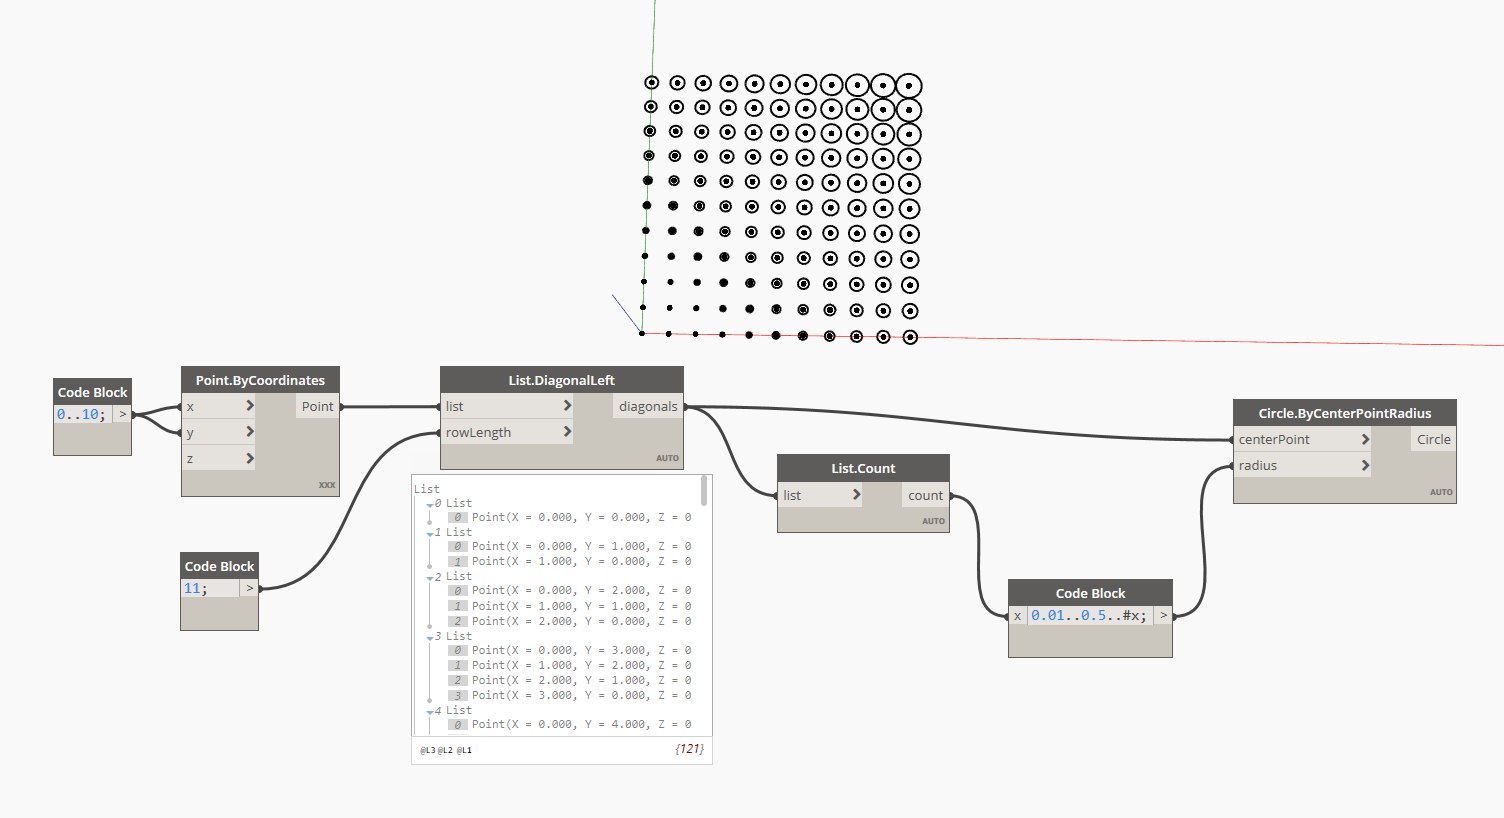 Code Block
0..10; >
Point.ByCoordinates
x > Point
y >
z >
XXX
List.DiagonalLeft
list > diagonals
rowLength >
AUTO
Code Block
11; >
List
0 List
0 Point(X = 0.000, Y = 0.000, Z = 0
1 List
0 Point(X = 0.000, Y = 1.000, Z = 0
1 Point(X = 1.000, Y = 0.000, Z = 0
2 List
0 Point(X = 0.000, Y = 2.000, Z = 0
1 Point(X = 1.000, Y = 1.000, Z = 0
2 Point(X = 2.000, Y = 0.000, Z = 0
3 List
0 Point(X = 0.000, Y = 3.000, Z = 0
1 Point(X = 1.000, Y = 2.000, Z = 0
2 Point(X = 2.000, Y = 1.000, Z = 0
3 Point(X = 3.000, Y = 0.000, Z = 0
4 List
0 Point(X = 0.000, Y = 4.000, Z = 0
@L3 @L2 @L1 {121}
List.Count
list > count
AUTO
Code Block
x 0.01..0.5..#x; >
Circle.ByCenterPointRadius
centerPoint > Circle
radius >
AUTO